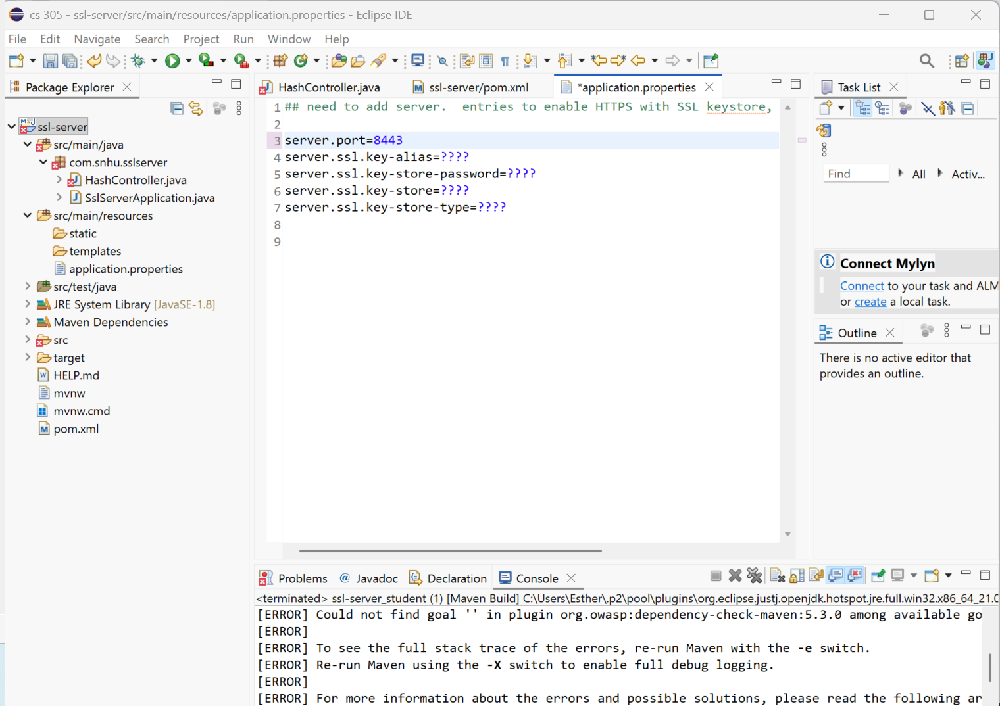 cs 305 - ssl-server/src/main/resources/application.properties - Eclipse IDE
File Edit Navigate Search Project Run Window Help
Package Explorer
ssl-server
src/main/java
com.snhu.sslserver
HashController.java
SslServerApplication.java
src/main/resources
static
templates
application.properties
src/test/java
JRE System Library [JavaSE-1.8]
Maven Dependencies
src
target
HELP.md
mvnw
mvnw.cmd
pom.xml
HashController.java ssl-server/pom.xml *application.properties
1 ## need to add server.  entries to enable HTTPS with SSL keystore,
2
3 server.port=8443
4 server.ssl.key-alias=????
5 server.ssl.key-store-password=????
6 server.ssl.key-store=????
7 server.ssl.key-store-type=????
8
9
Task List
Find All Activ...
Connect Mylyn
Connect to your task and ALM
or create a local task.
Outline
There is no active editor that
provides an outline.
Problems @ Javadoc Declaration Console
<terminated> ssl-server_student (1) [Maven Build] C:\Users\Esther\.p2\pool\plugins\org.eclipse.justj.openjdk.hotspot.jre.full.win32.x86_64_21.0
[ERROR] Could not find goal '' in plugin org.owasp:dependency-check-maven:5.3.0 among available go
[ERROR]
[ERROR] To see the full stack trace of the errors, re-run Maven with the -e switch.
[ERROR] Re-run Maven using the -X switch to enable full debug logging.
[ERROR]
[ERROR] For more information about the errors and possible solutions, please read the following ar